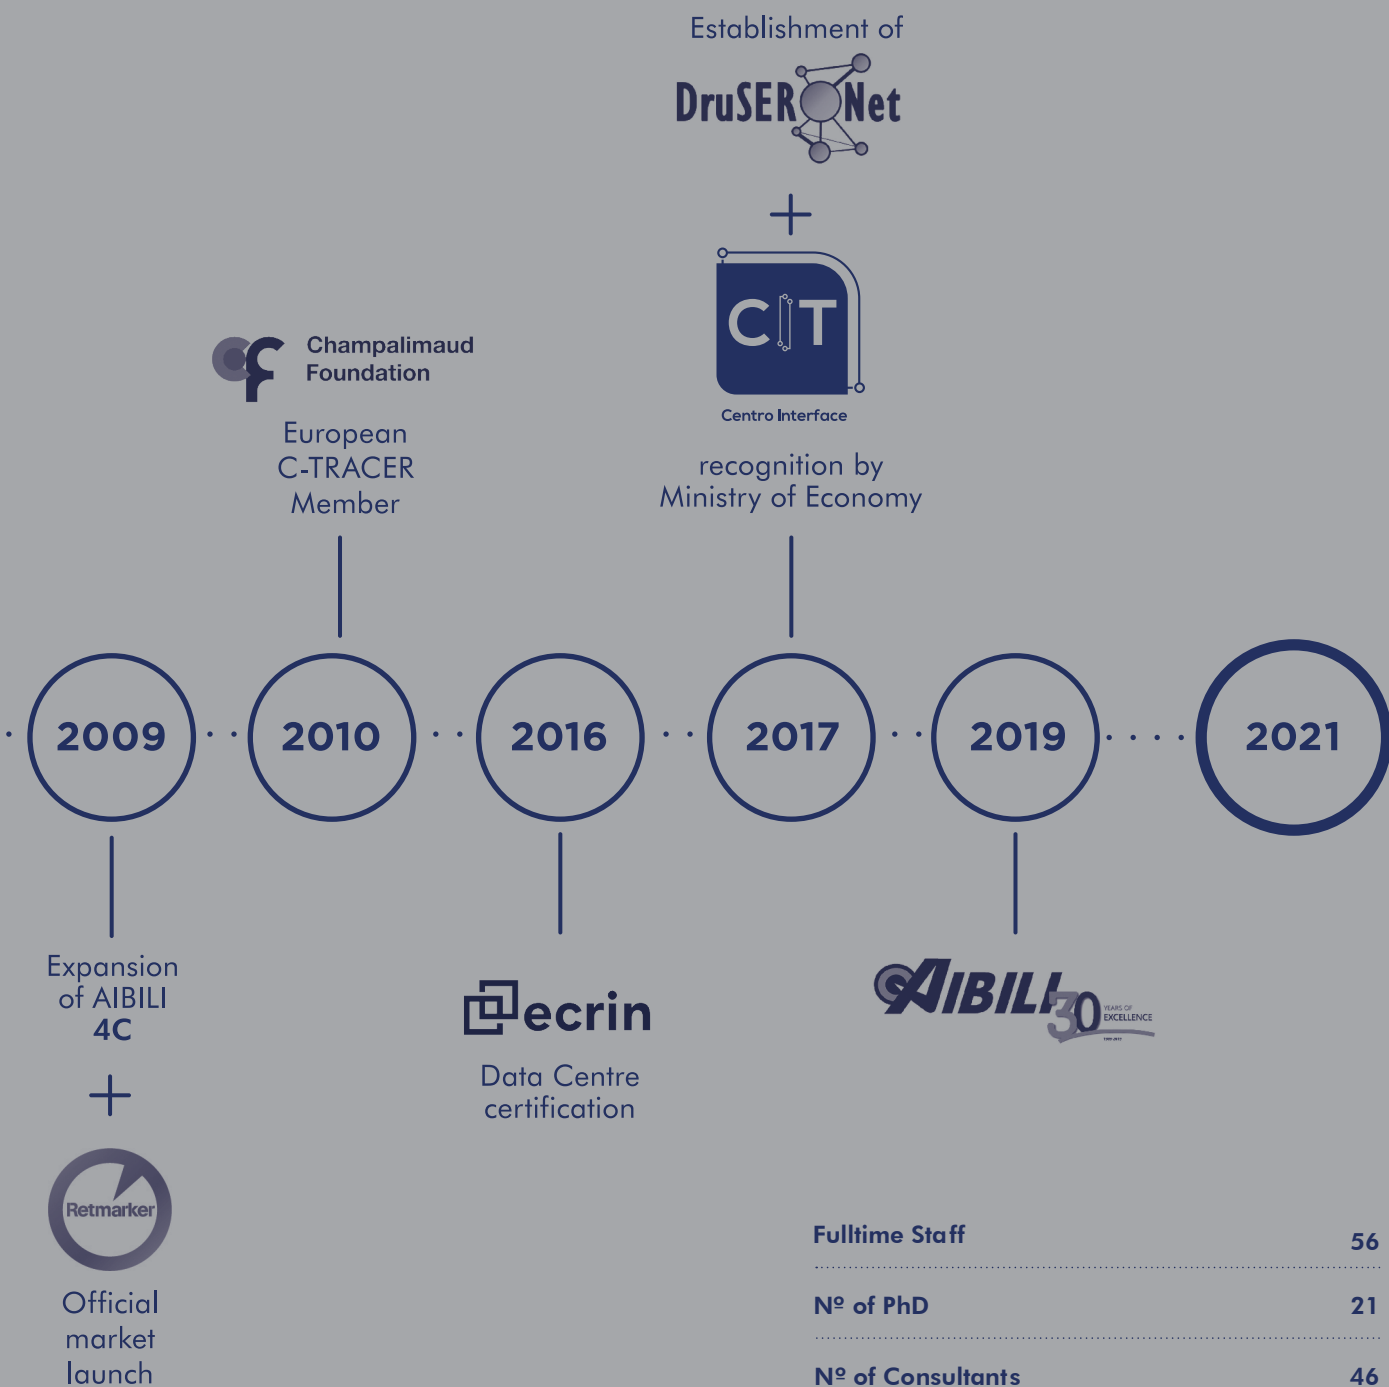 Establishment of
DruSER Net
+
CIT
Centro Interface
recognition by
Ministry of Economy
Champalimaud
Foundation
European
C-TRACER
Member
2009
2010
2016
2017
2019
2021
Expansion
of AIBILI
4C
+
Retmarker
Official
market
launch
ecrin
Data Centre
certification
AIBILI
30
YEARS OF
EXCELLENCE
Fulltime Staff 56
Nº of PhD 21
Nº of Consultants 46